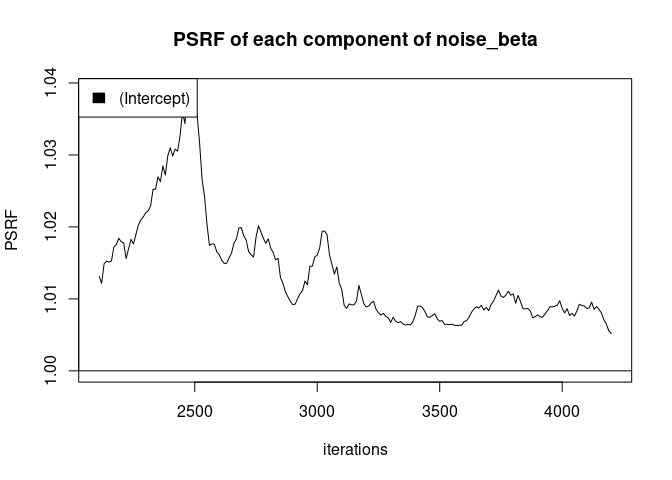 PSRF of each component of noise_beta
(Intercept)
1.04
1.03
1.02
1.01
1.00
PSRF
2500 3000 3500 4000
iterations